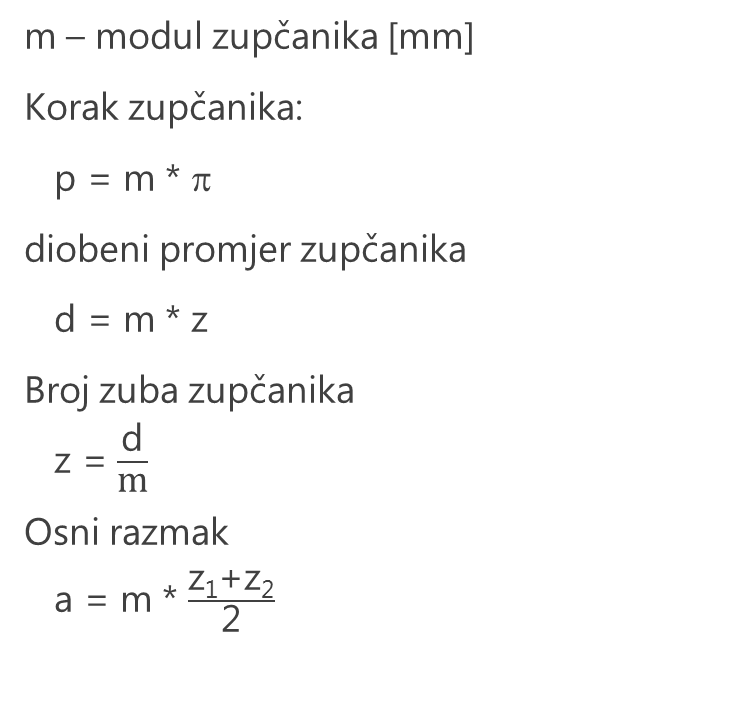 m – modul zupčanika [mm]
Korak zupčanika:
p = m * π
diobeni promjer zupčanika
d = m * z
Broj zuba zupčanika
z = d/m
Osni razmak
a = m * z₁+z₂/2